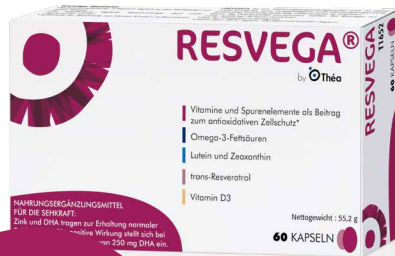 RESVEGA®
by Théa
Vitamine und Spurenelemente als Beitrag
zum antioxidativen Zellschutz*
Omega-3-Fettsäuren
Lutein und Zeaxanthin
trans-Resveratrol
Vitamin D3
NAHRUNGSERGÄNZUNGSMITTEL
FÜR DIE SEHKRAFT:
Zink und DHA tragen zur Erhaltung normaler
positive Wirkung stellt sich bei
von 250 mg DHA ein.
Nettogewicht : 55,2 g
60 KAPSELN
RESVEGA®
T1652
60 KAPSELN